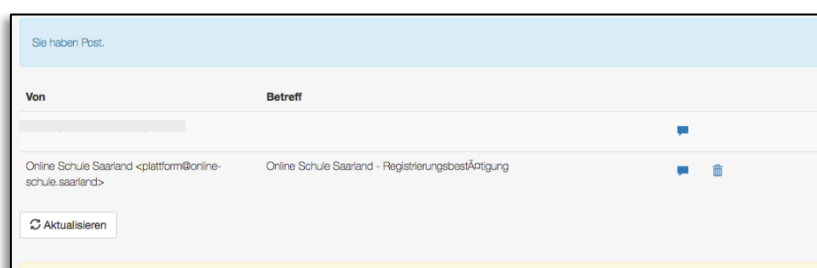 Sie haben Post.
Von Betreff
Online Schule Saarland <plattform@online- Online Schule Saarland - RegistrierungsbestÃ¤tigung
schule.saarland>
Aktualisieren